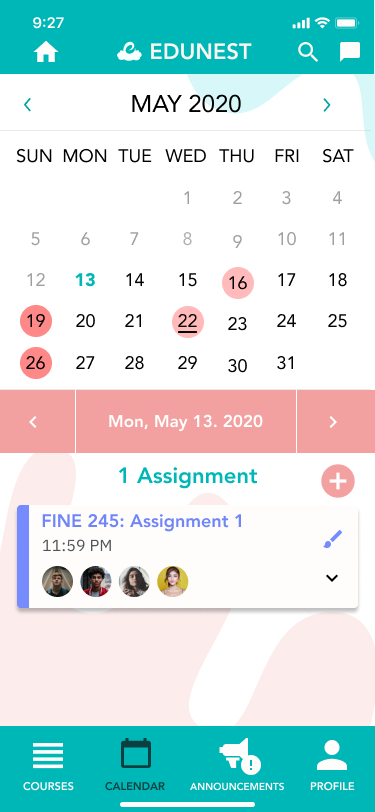 9:27
EDUNEST
MAY 2020
SUN MON TUE WED THU FRI SAT
1 2 3 4
5 6 7 8 9 10 11
12 13 14 15 16 17 18
19 20 21 22 23 24 25
26 27 28 29 30 31
Mon, May 13. 2020
1 Assignment
FINE 245: Assignment 1
11:59 PM
COURSES CALENDAR ANNOUNCEMENTS PROFILE